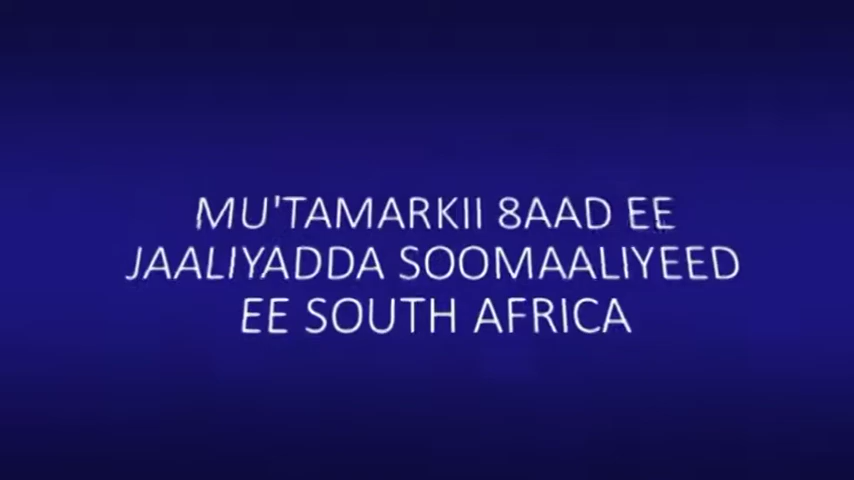 MU'TAMARKII 8AAD EE
JAALIYADDA SOOMAALIYEED
EE SOUTH AFRICA